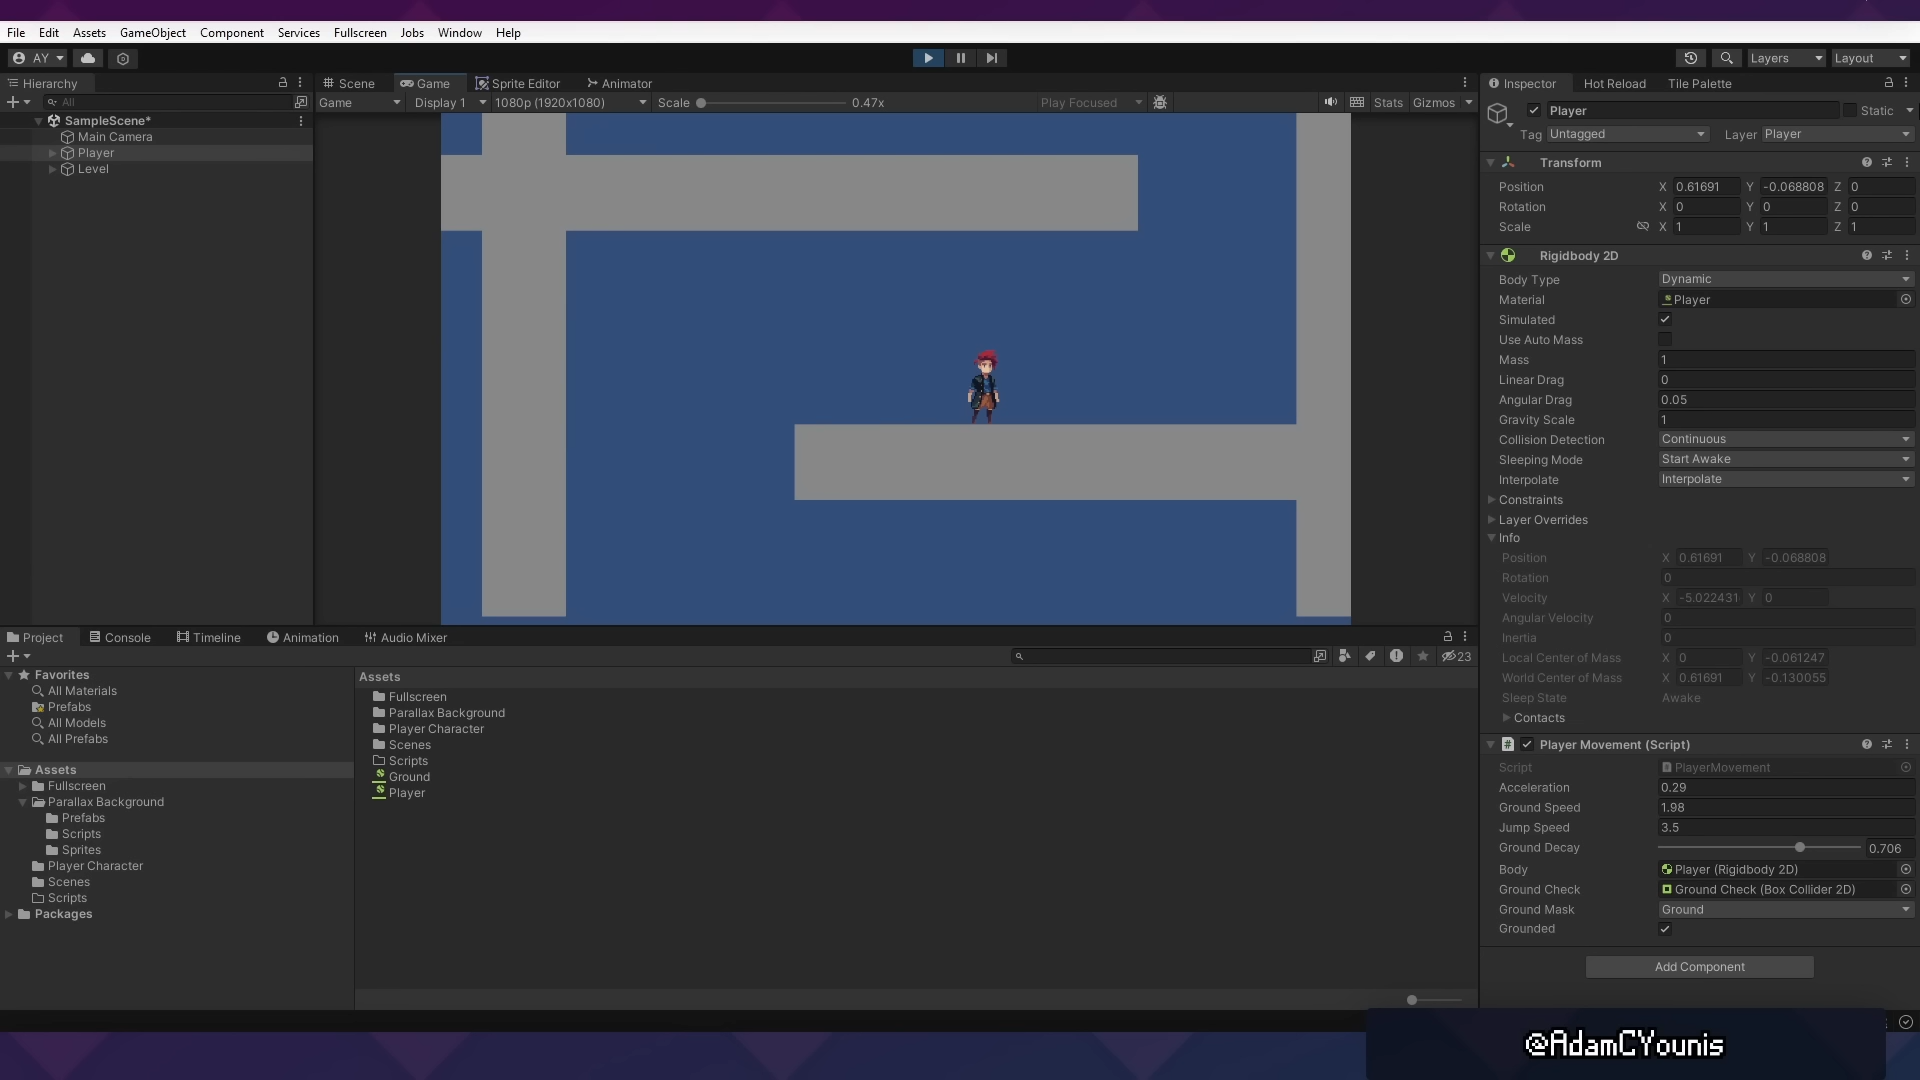 File Edit Assets GameObject Component Services Fullscreen Jobs Window Help
AY Layers Layout
Hierarchy
All
SampleScene*
Main Camera
Player
Level
Scene Game Sprite Editor Animator
Game Display 1 1080p (1920x1080) Scale 0.47x Play Focused Stats Gizmos
Inspector Hot Reload Tile Palette
Player Static
Tag Untagged Layer Player
Transform
Position X 0.61691 Y -0.068808 Z 0
Rotation X 0 Y 0 Z 0
Scale X 1 Y 1 Z 1
Rigidbody 2D
Body Type Dynamic
Material Player
Simulated
Use Auto Mass
Mass 1
Linear Drag 0
Angular Drag 0.05
Gravity Scale 1
Collision Detection Continuous
Sleeping Mode Start Awake
Interpolate Interpolate
Constraints
Layer Overrides
Info
Position X 0.61691 Y -0.068808
Rotation 0
Velocity X -5.022431 Y 0
Angular Velocity 0
Inertia 0
Local Center of Mass X 0 Y -0.061247
World Center of Mass X 0.61691 Y -0.130055
Sleep State Awake
Contacts
Player Movement (Script)
Script PlayerMovement
Acceleration 0.29
Ground Speed 1.98
Jump Speed 3.5
Ground Decay 0.706
Body Player (Rigidbody 2D)
Ground Check Ground Check (Box Collider 2D)
Ground Mask Ground
Grounded
Add Component
Project Console Timeline Animation Audio Mixer
23
Favorites
All Materials
Prefabs
All Models
All Prefabs
Assets
Fullscreen
Parallax Background
Prefabs
Scripts
Sprites
Player Character
Scenes
Scripts
Packages
Assets
Fullscreen
Parallax Background
Player Character
Scenes
Scripts
Ground
Player
@AdamCYounis